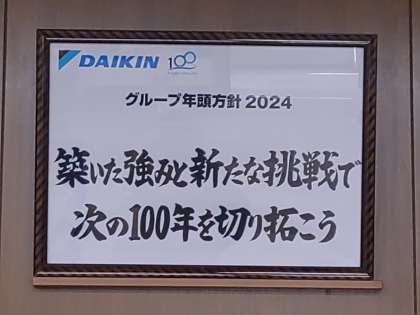 DAIKIN 100
グループ年頭方針 2024
築いた強みと新たな挑戦で
次の100年を切り拓こう